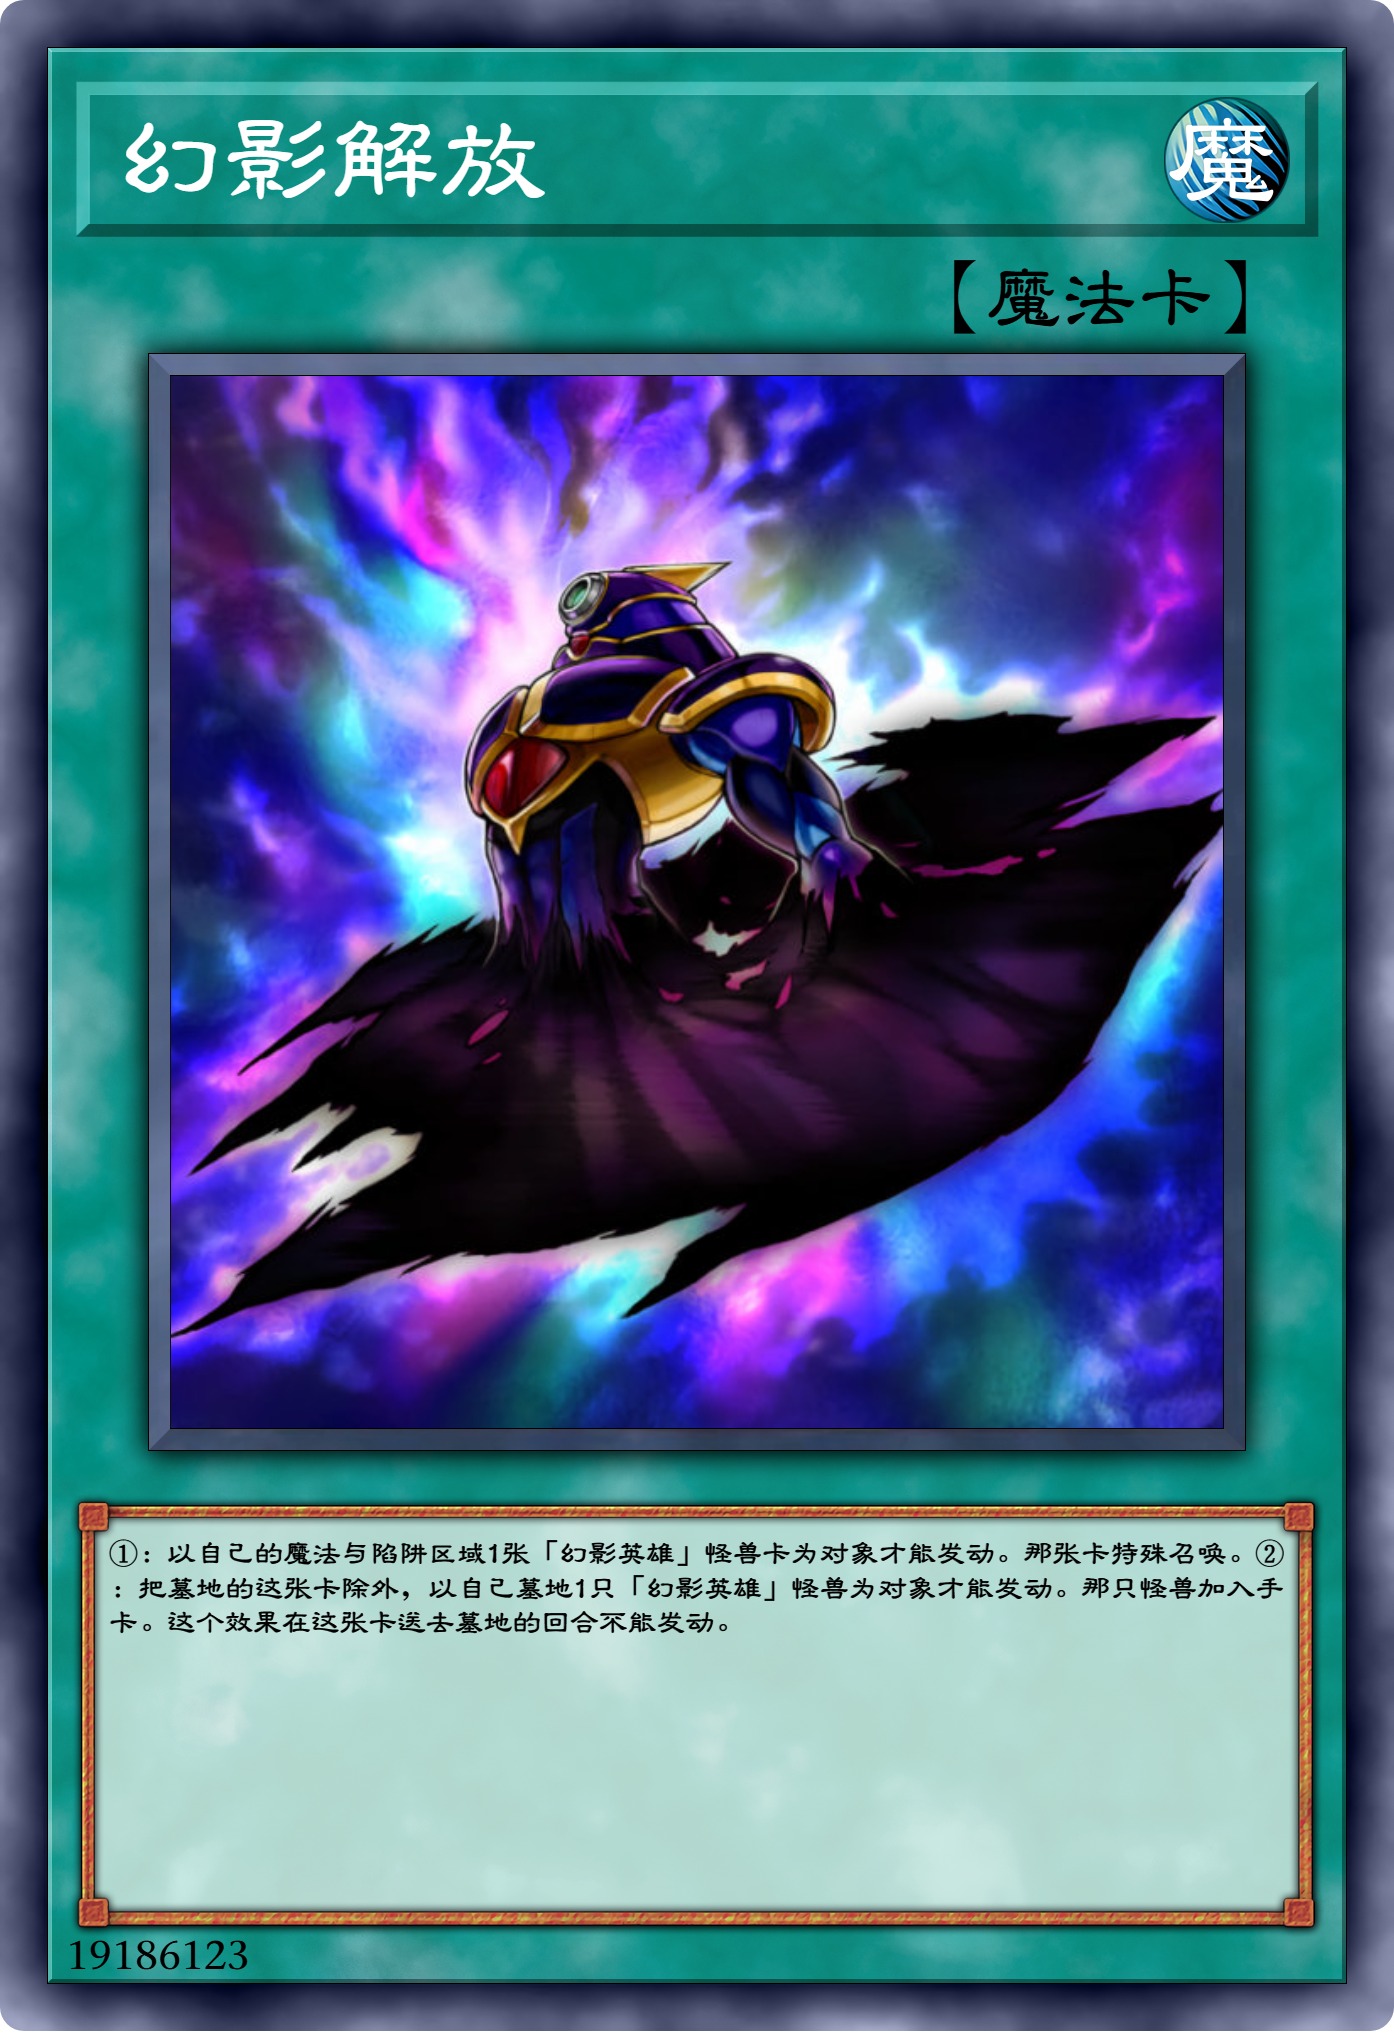 幻影解放
魔
【魔法卡】
①：以自己的魔法与陷阱区域1张「幻影英雄」怪兽卡为对象才能发动。那张卡特殊召唤。②
：把墓地的这张卡除外，以自己墓地1只「幻影英雄」怪兽为对象才能发动。那只怪兽加入手
卡。这个效果在这张卡送去墓地的回合不能发动。
19186123